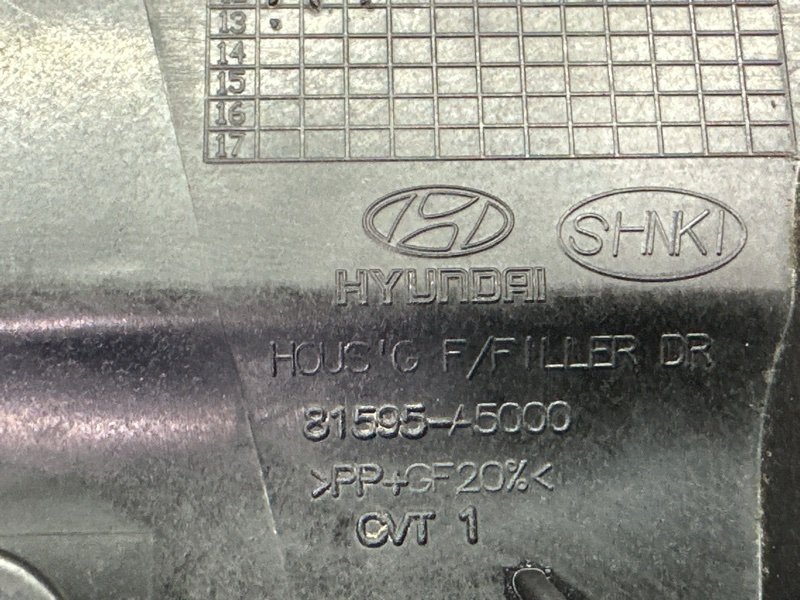 13
14
15
16
17
SHNKI
HYUNDAI
HOUS'G F/FILLER DR
81595-A5000
>PP+GF20%<
CVT 1